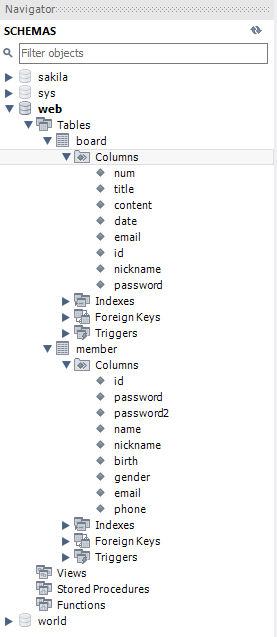 Navigator
SCHEMAS
Filter objects
sakila
sys
web
Tables
board
Columns
num
title
content
date
email
id
nickname
password
Indexes
Foreign Keys
Triggers
member
Columns
id
password
password2
name
nickname
birth
gender
email
phone
Indexes
Foreign Keys
Triggers
Views
Stored Procedures
Functions
world